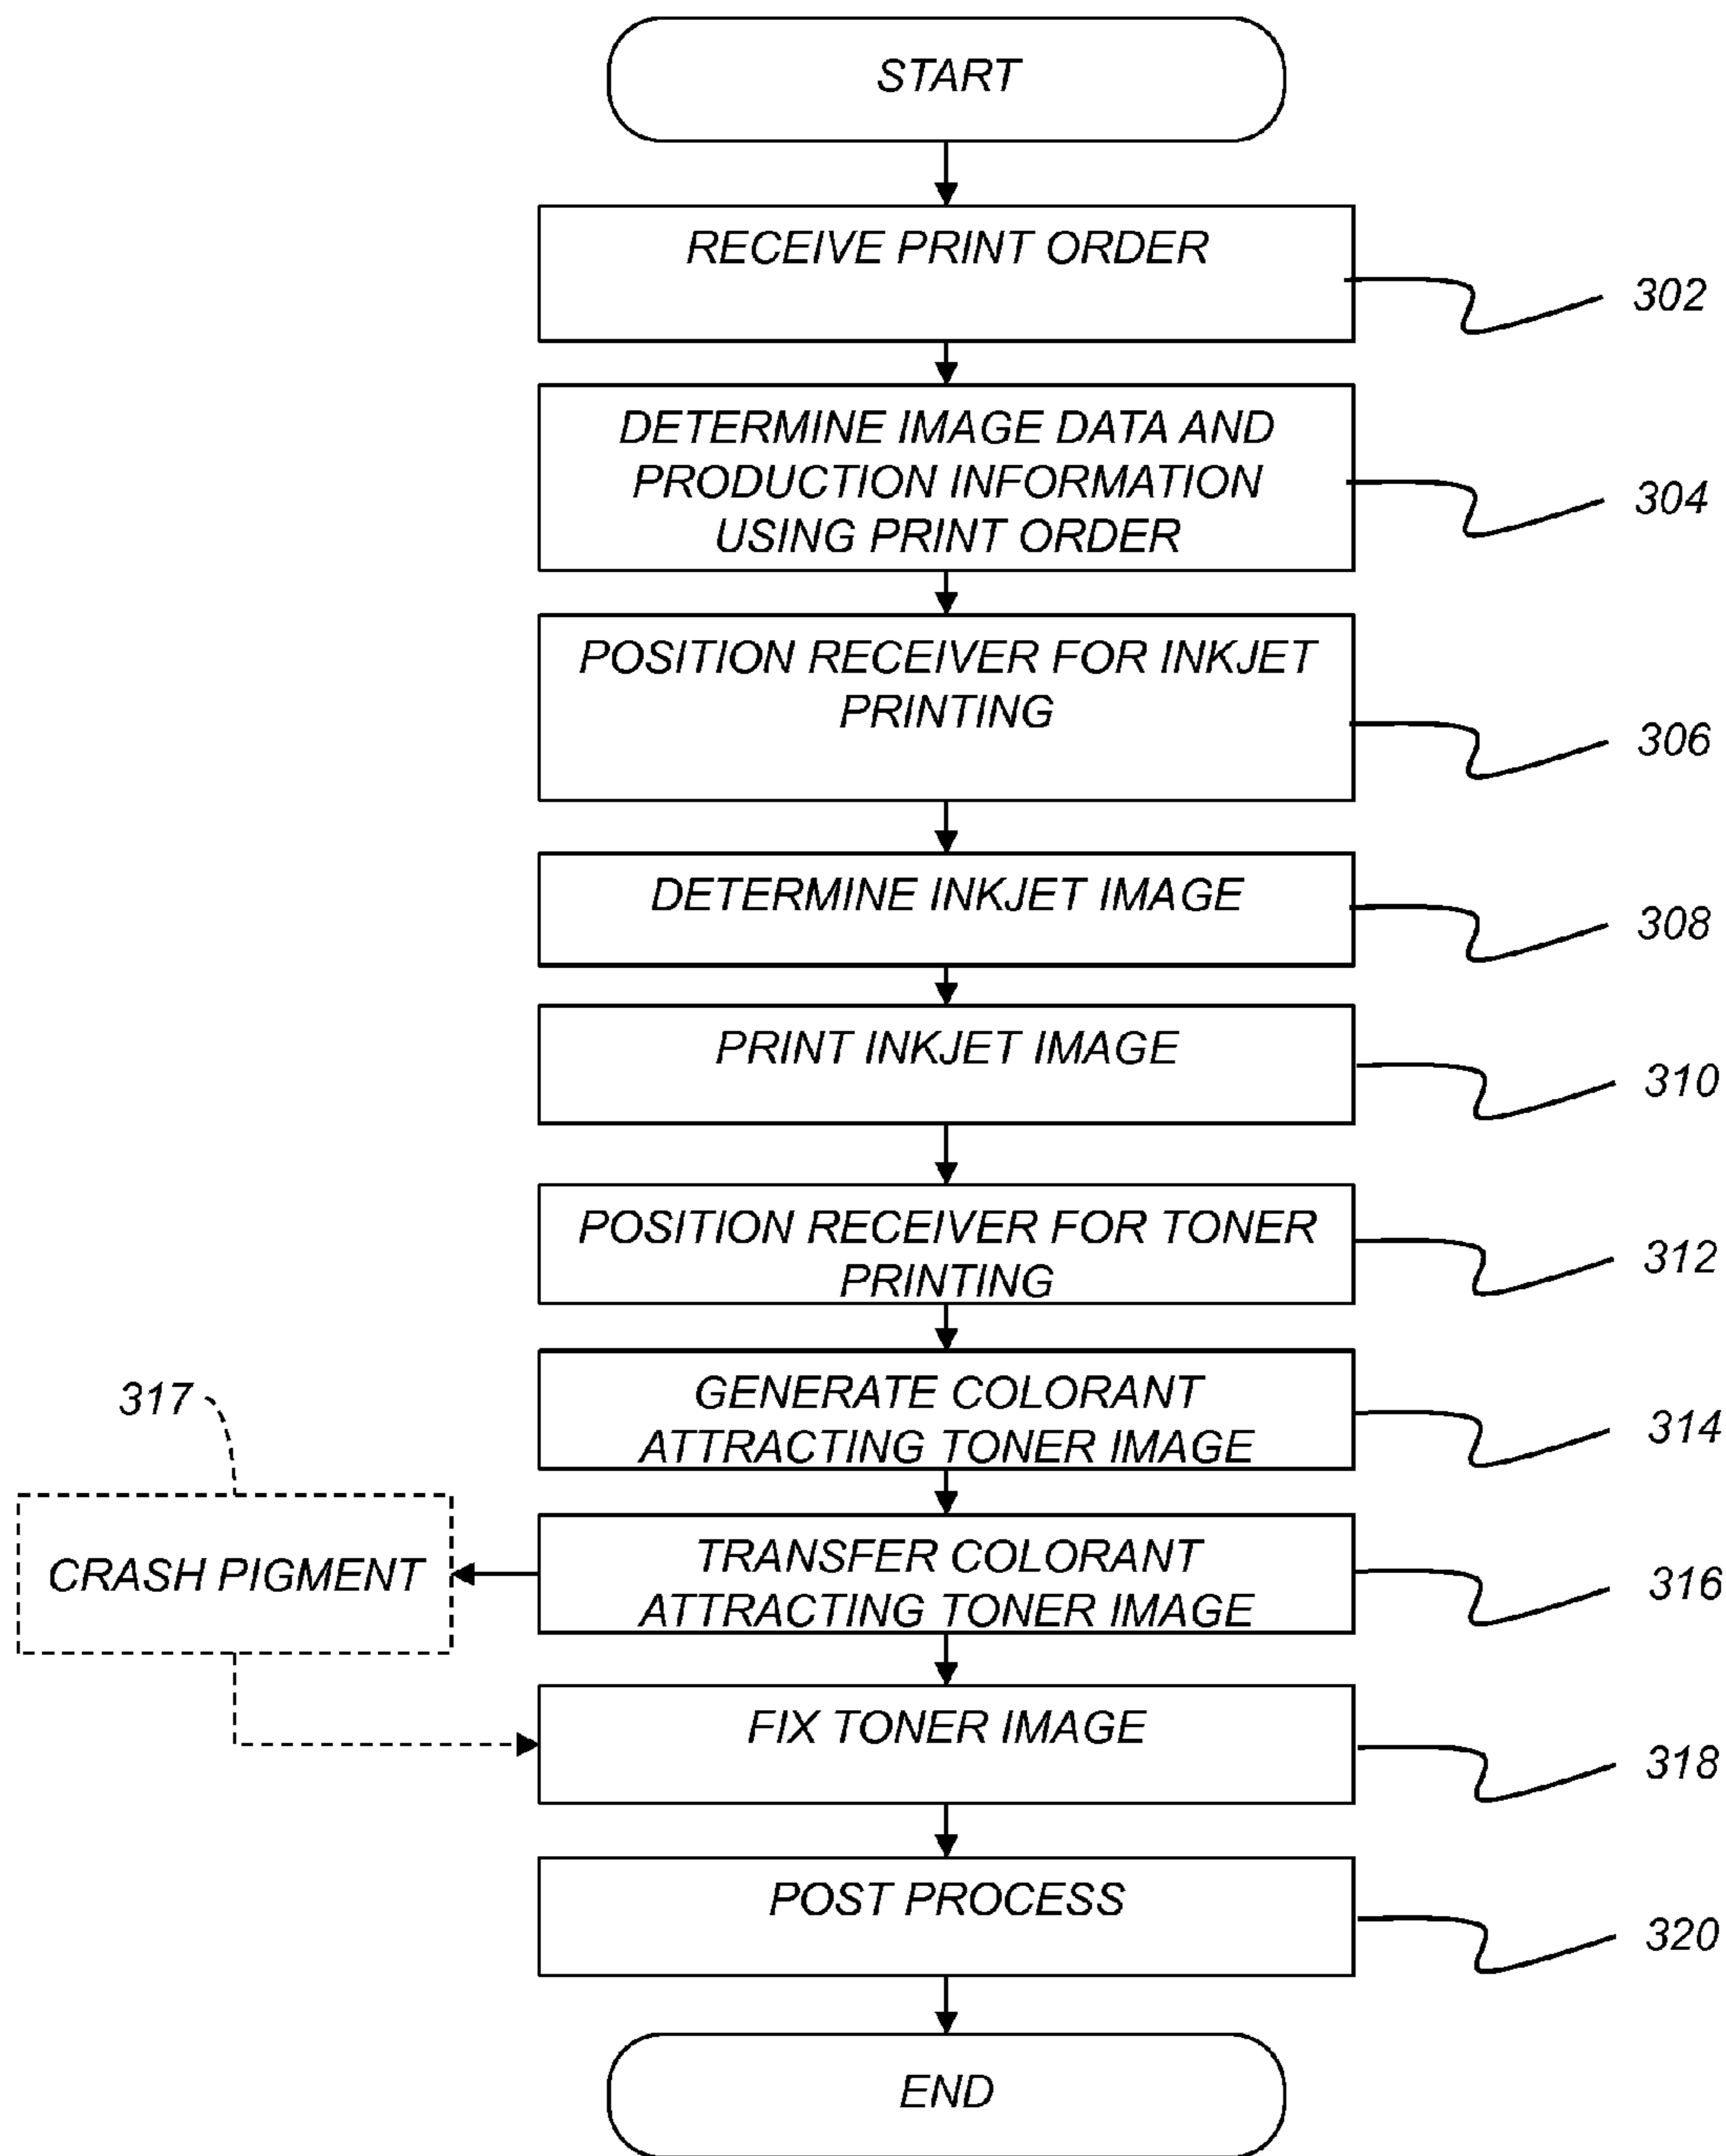 START
RECEIVE PRINT ORDER
302
DETERMINE IMAGE DATA AND
PRODUCTION INFORMATION
USING PRINT ORDER
304
POSITION RECEIVER FOR INKJET
PRINTING
306
DETERMINE INKJET IMAGE
308
PRINT INKJET IMAGE
310
POSITION RECEIVER FOR TONER
PRINTING
312
GENERATE COLORANT
ATTRACTING TONER IMAGE
314
317
CRASH PIGMENT
TRANSFER COLORANT
ATTRACTING TONER IMAGE
316
FIX TONER IMAGE
318
POST PROCESS
320
END